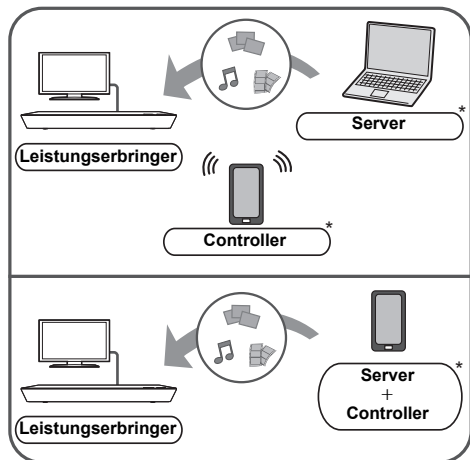 *
Server
Leistungserbringer
*
Controller
*
Server
+
Controller
Leistungserbringer